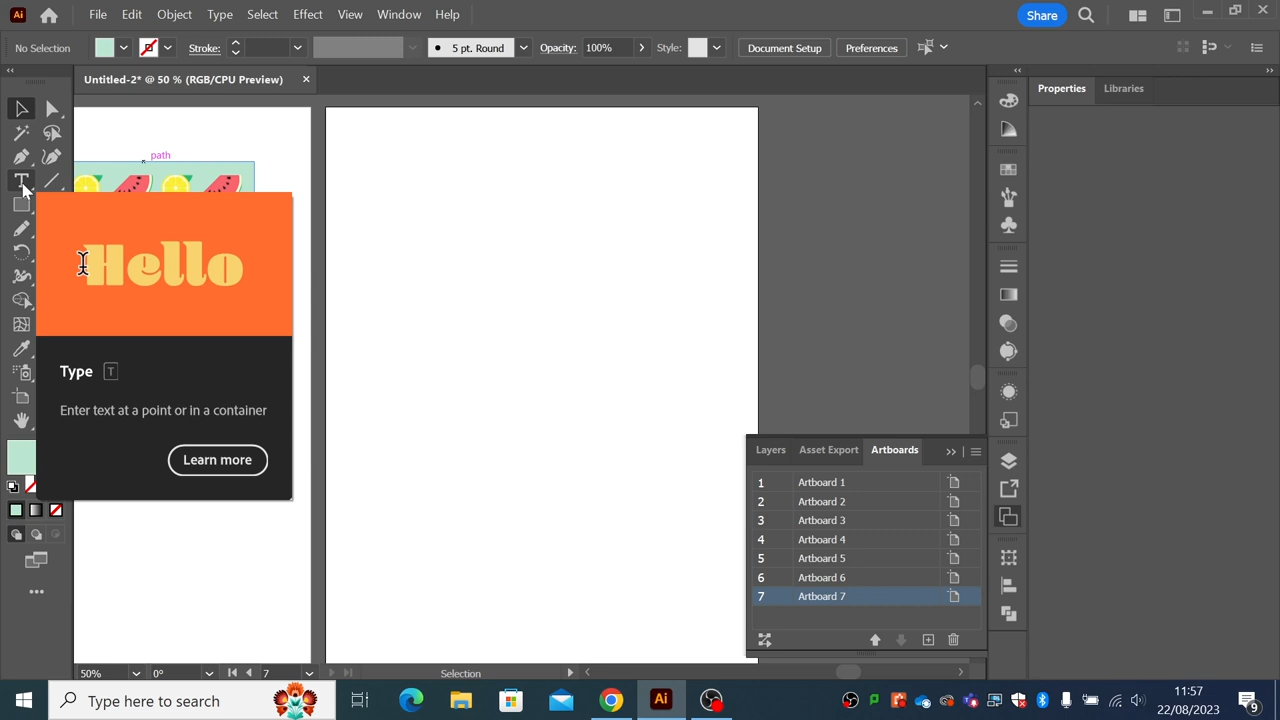 Ai File Edit Object Type Select Effect View Window Help Share
No Selection Stroke: 5 pt. Round Opacity: 100% Style: Document Setup Preferences
Untitled-2* @ 50 % (RGB/CPU Preview) ×
Properties Libraries
path
Hello
Type T
Enter text at a point or in a container
Learn more
Layers Asset Export Artboards
1 Artboard 1
2 Artboard 2
3 Artboard 3
4 Artboard 4
5 Artboard 5
6 Artboard 6
7 Artboard 7
50% 0° 7 Selection
Type here to search
Ai
11:57
22/08/2023
9